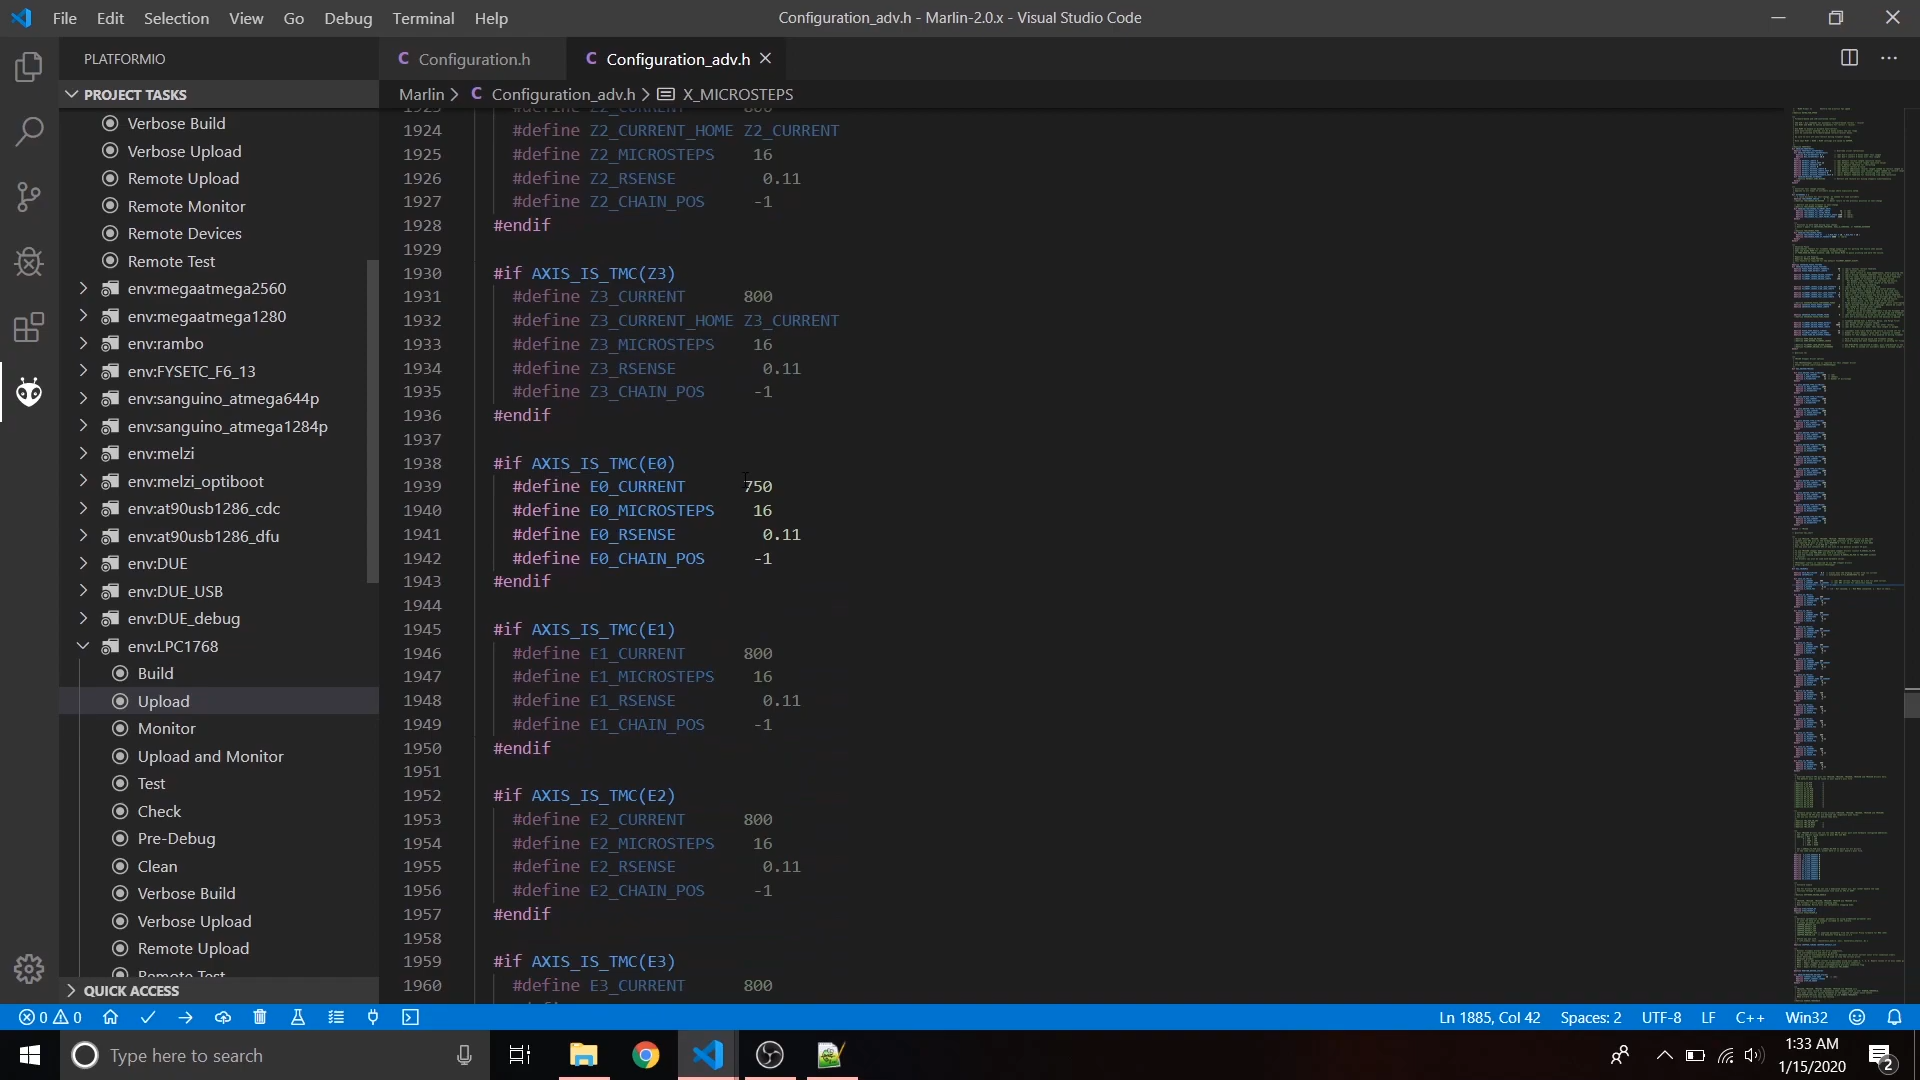 File Edit Selection View Go Debug Terminal Help
Configuration_adv.h - Marlin-2.0.x - Visual Studio Code
PLATFORMIO
PROJECT TASKS
Verbose Build
Verbose Upload
Remote Upload
Remote Monitor
Remote Devices
Remote Test
env:megaatmega2560
env:megaatmega1280
env:rambo
env:FYSETC_F6_13
env:sanguino_atmega644p
env:sanguino_atmega1284p
env:melzi
env:melzi_optiboot
env:at90usb1286_cdc
env:at90usb1286_dfu
env:DUE
env:DUE_USB
env:DUE_debug
env:LPC1768
Build
Upload
Monitor
Upload and Monitor
Test
Check
Pre-Debug
Clean
Verbose Build
Verbose Upload
Remote Upload
Remote Test
QUICK ACCESS
C Configuration.h
C Configuration_adv.h
Marlin > C Configuration_adv.h > X_MICROSTEPS
1923 #define Z2_CURRENT 800
1924 #define Z2_CURRENT_HOME Z2_CURRENT
1925 #define Z2_MICROSTEPS 16
1926 #define Z2_RSENSE 0.11
1927 #define Z2_CHAIN_POS -1
1928 #endif
1929
1930 #if AXIS_IS_TMC(Z3)
1931 #define Z3_CURRENT 800
1932 #define Z3_CURRENT_HOME Z3_CURRENT
1933 #define Z3_MICROSTEPS 16
1934 #define Z3_RSENSE 0.11
1935 #define Z3_CHAIN_POS -1
1936 #endif
1937
1938 #if AXIS_IS_TMC(E0)
1939 #define E0_CURRENT 750
1940 #define E0_MICROSTEPS 16
1941 #define E0_RSENSE 0.11
1942 #define E0_CHAIN_POS -1
1943 #endif
1944
1945 #if AXIS_IS_TMC(E1)
1946 #define E1_CURRENT 800
1947 #define E1_MICROSTEPS 16
1948 #define E1_RSENSE 0.11
1949 #define E1_CHAIN_POS -1
1950 #endif
1951
1952 #if AXIS_IS_TMC(E2)
1953 #define E2_CURRENT 800
1954 #define E2_MICROSTEPS 16
1955 #define E2_RSENSE 0.11
1956 #define E2_CHAIN_POS -1
1957 #endif
1958
1959 #if AXIS_IS_TMC(E3)
1960 #define E3_CURRENT 800
0 0
Ln 1885, Col 42 Spaces: 2 UTF-8 LF C++ Win32
Type here to search
1:33 AM
1/15/2020
2